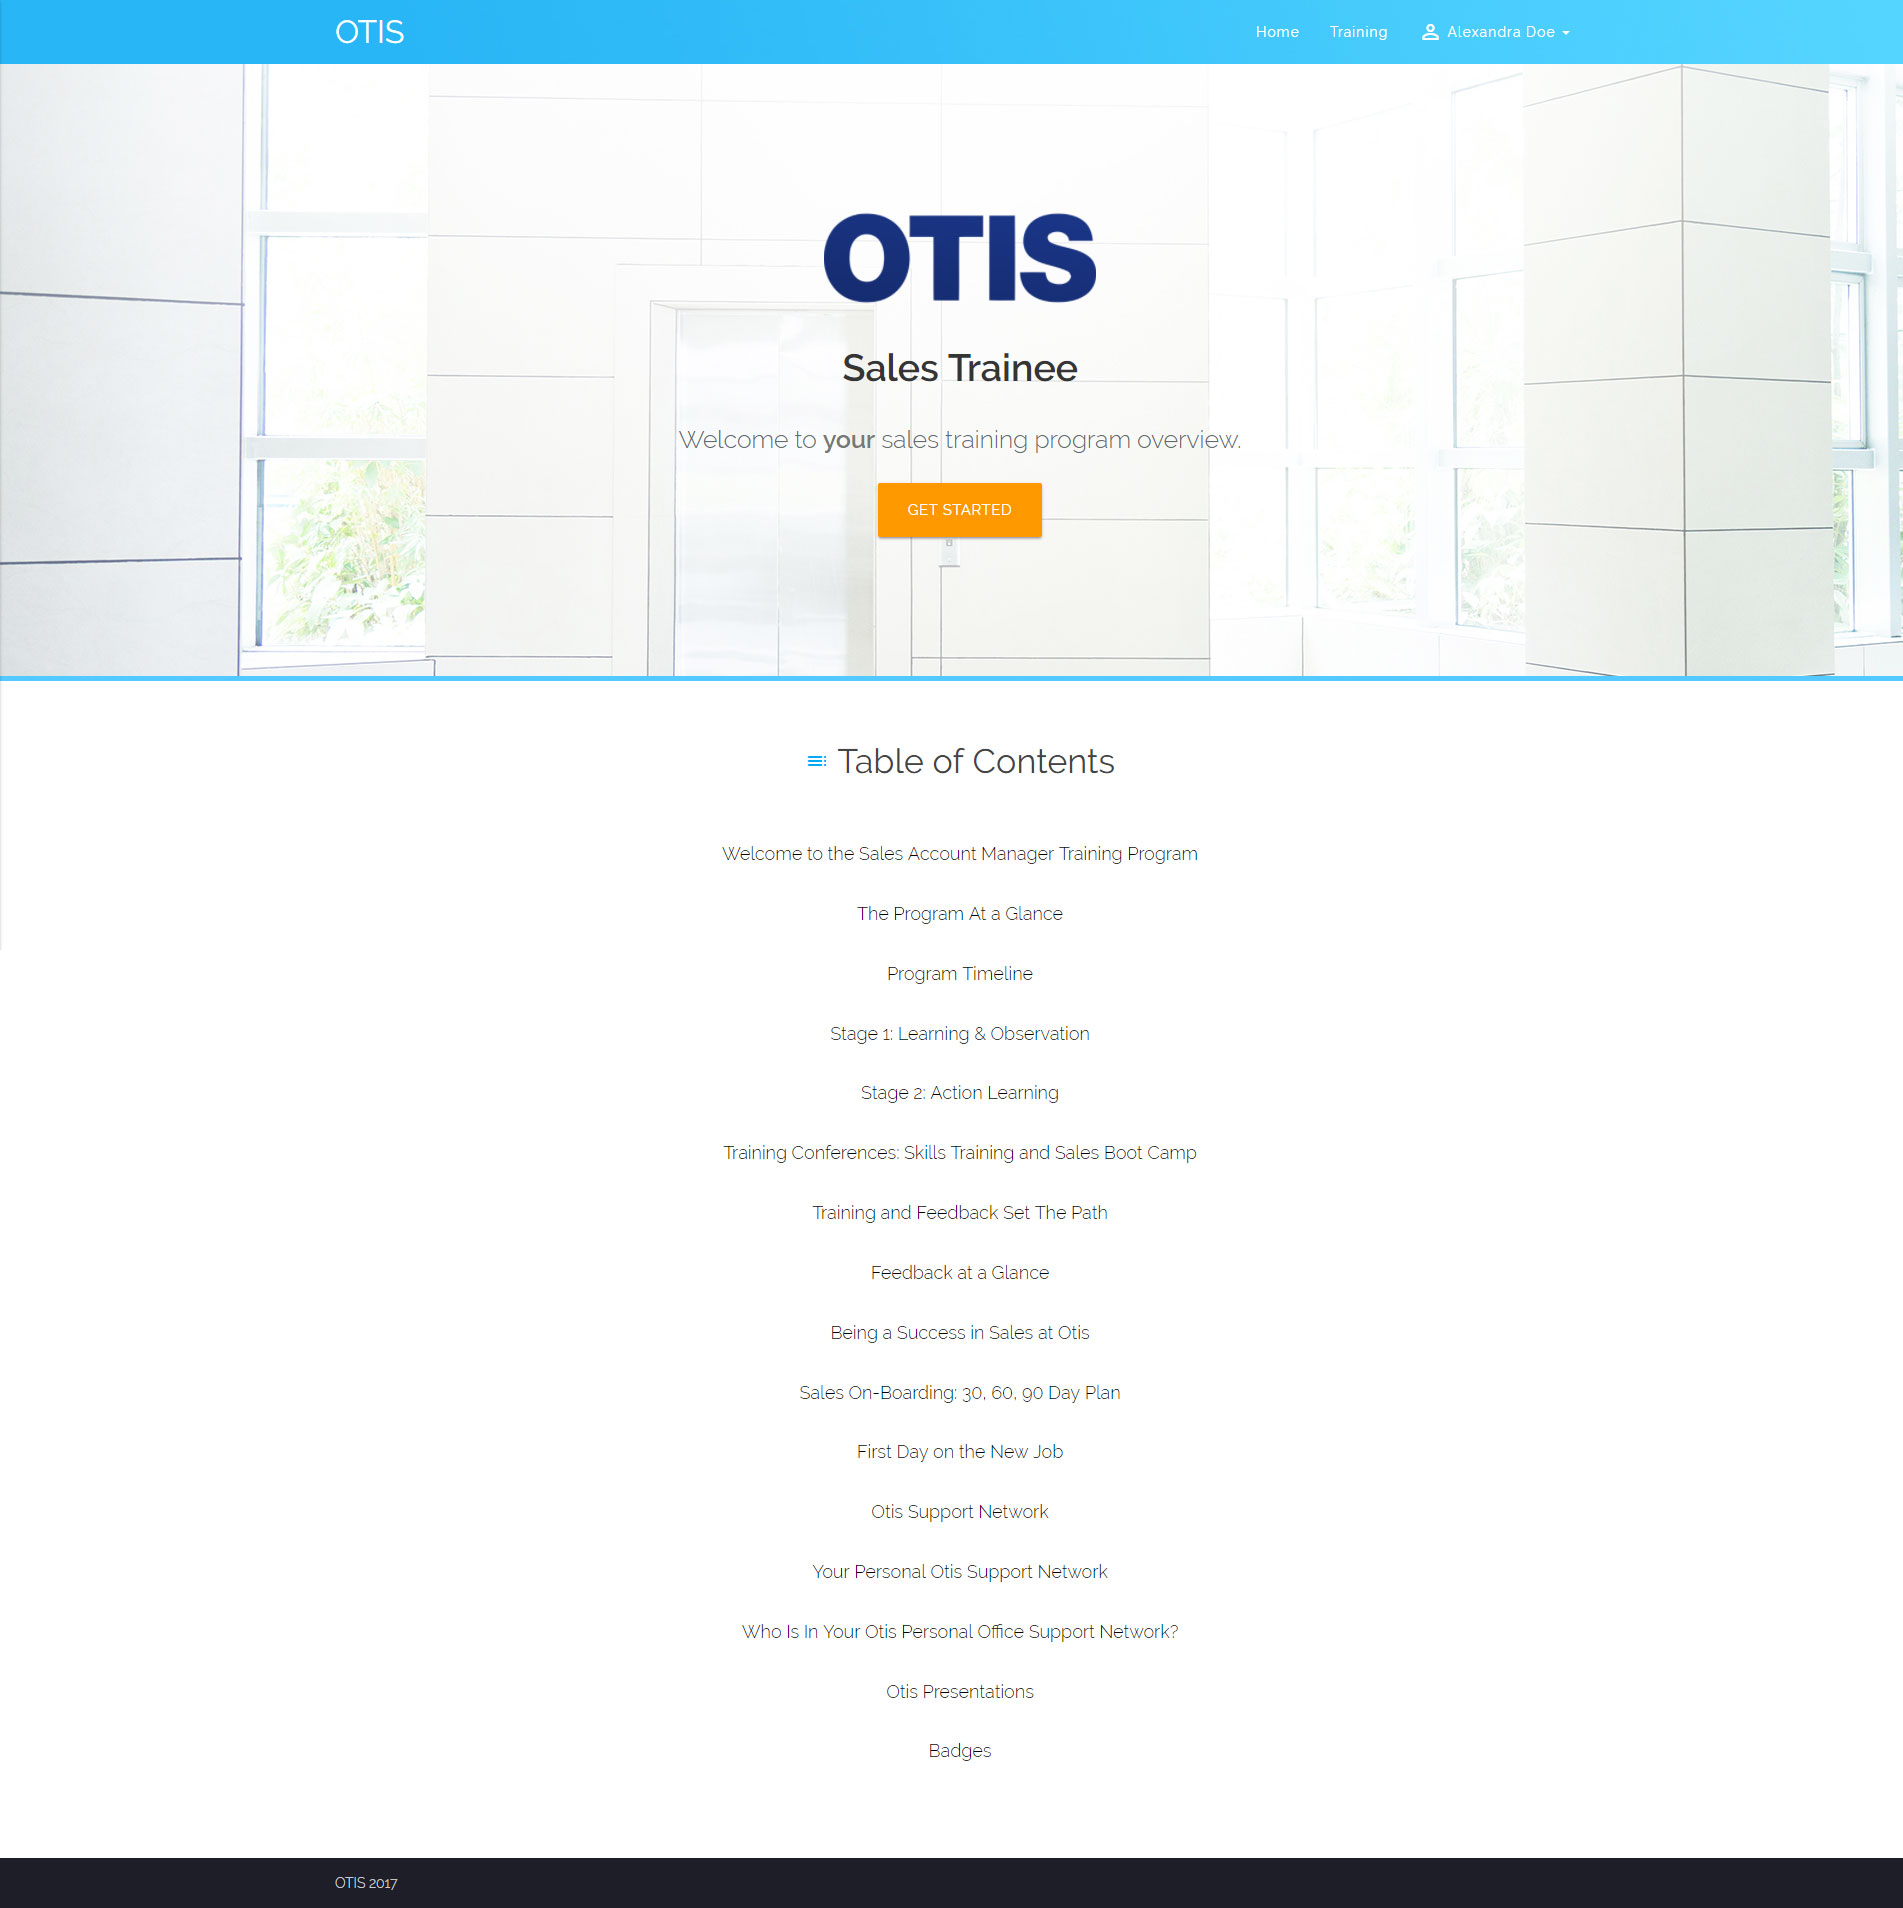 OTIS
Home Training Alexandra Doe
OTIS
Sales Trainee
Welcome to your sales training program overview.
GET STARTED
Table of Contents
Welcome to the Sales Account Manager Training Program
The Program At a Glance
Program Timeline
Stage 1: Learning & Observation
Stage 2: Action Learning
Training Conferences: Skills Training and Sales Boot Camp
Training and Feedback Set The Path
Feedback at a Glance
Being a Success in Sales at Otis
Sales On-Boarding: 30, 60, 90 Day Plan
First Day on the New Job
Otis Support Network
Your Personal Otis Support Network
Who Is In Your Otis Personal Office Support Network?
Otis Presentations
Badges
OTIS 2017